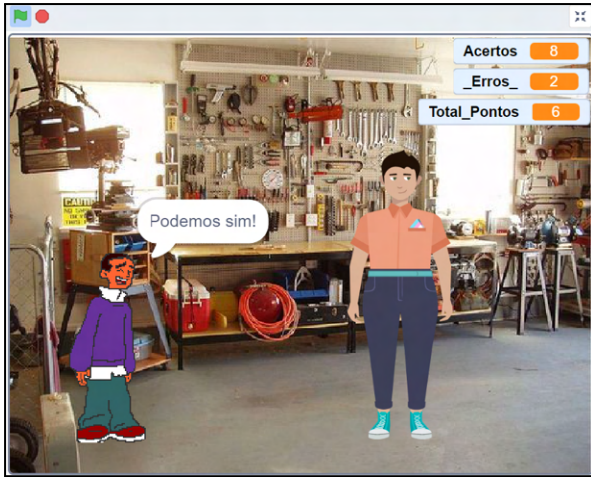 Acertos 8
_Erros_ 2
Total_Pontos 6
CAUTION
Podemos sim!